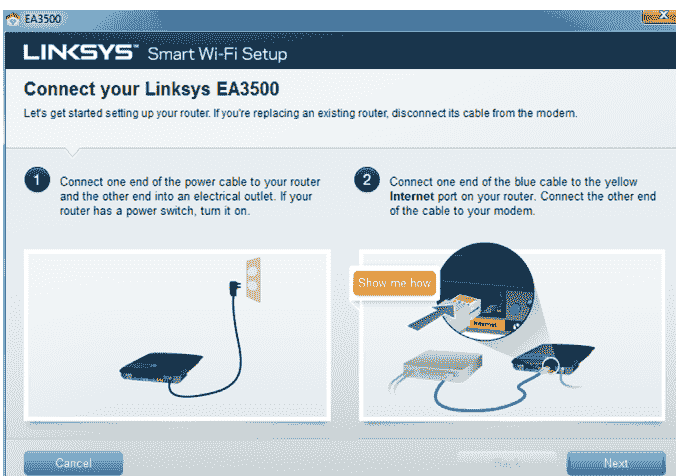 EA3500
LINKSYS™ Smart Wi-Fi Setup
Connect your Linksys EA3500
Let's get started setting up your router. If you're replacing an existing router, disconnect its cable from the modem.
1
Connect one end of the power cable to your router
and the other end into an electrical outlet. If your
router has a power switch, turn it on.
2
Connect one end of the blue cable to the yellow
Internet port on your router. Connect the other end
of the cable to your modem.
Show me how
Internet
Cancel
Back
Next